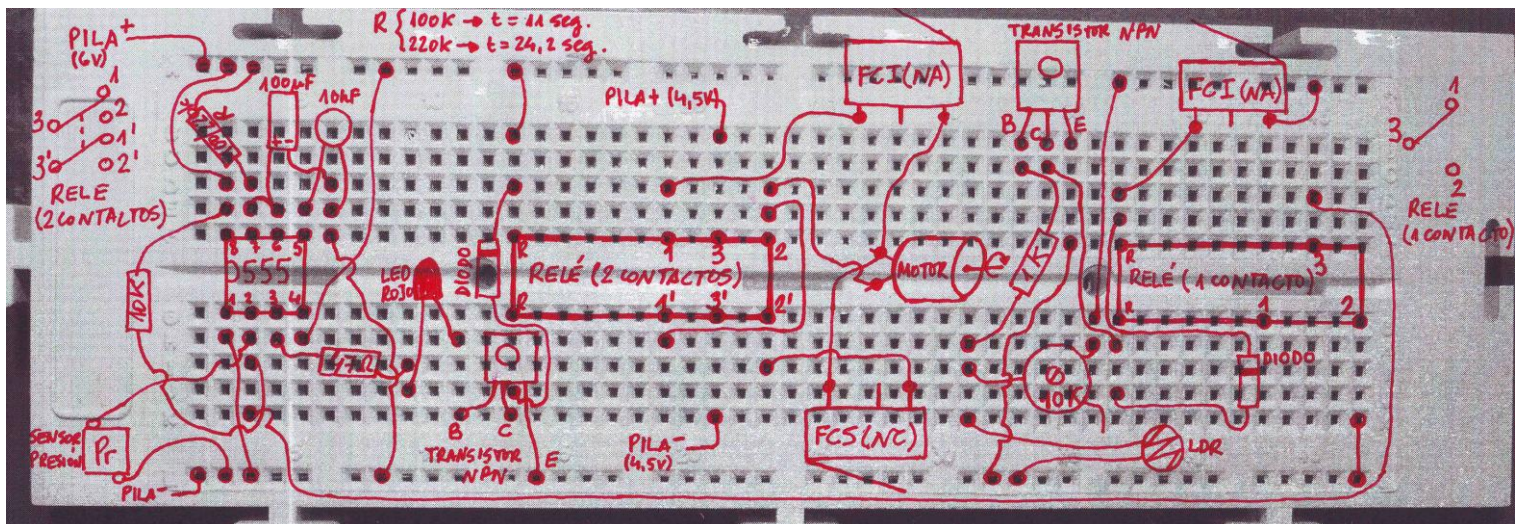 PILA+
(6V)
R { 100K → t = 11 seg.
220K → t = 24,2 seg.
TRANSISTOR NPN
FCI(NA)
FCI(NA)
PILA+ (4,5V)
100µF
10nF
1
2
3
1'
3'
2'
RELÉ
(2 CONTACTOS)
B
C
E
1
3
2
RELÉ
(1 CONTACTO)
8 7 6 5
555
1 2 3 4
10K
LED
ROJO
DIODO
R 1 3 2
RELÉ (2 CONTACTOS)
R 1' 3' 2'
MOTOR
1K
R 3
RELÉ (1 CONTACTO)
R 1 2
47Ω
DIODO
10K
SENSOR
PRESIÓN
Pr
PILA-
B
C
E
TRANSISTOR
NPN
PILA-
(4,5V)
FCS(NC)
LDR